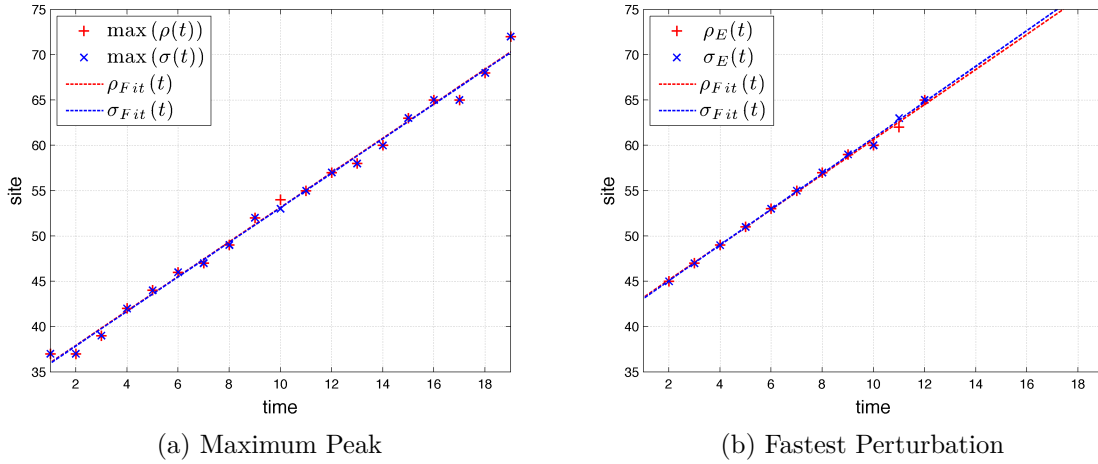 75
70
65
60
55
50
45
40
35
site
max (ρ(t))
max (σ(t))
ρFit(t)
σFit(t)
2 4 6 8 10 12 14 16 18
time
(a) Maximum Peak
75
70
65
60
55
50
45
40
35
site
ρE(t)
σE(t)
ρFit(t)
σFit(t)
2 4 6 8 10 12 14 16 18
time
(b) Fastest Perturbation